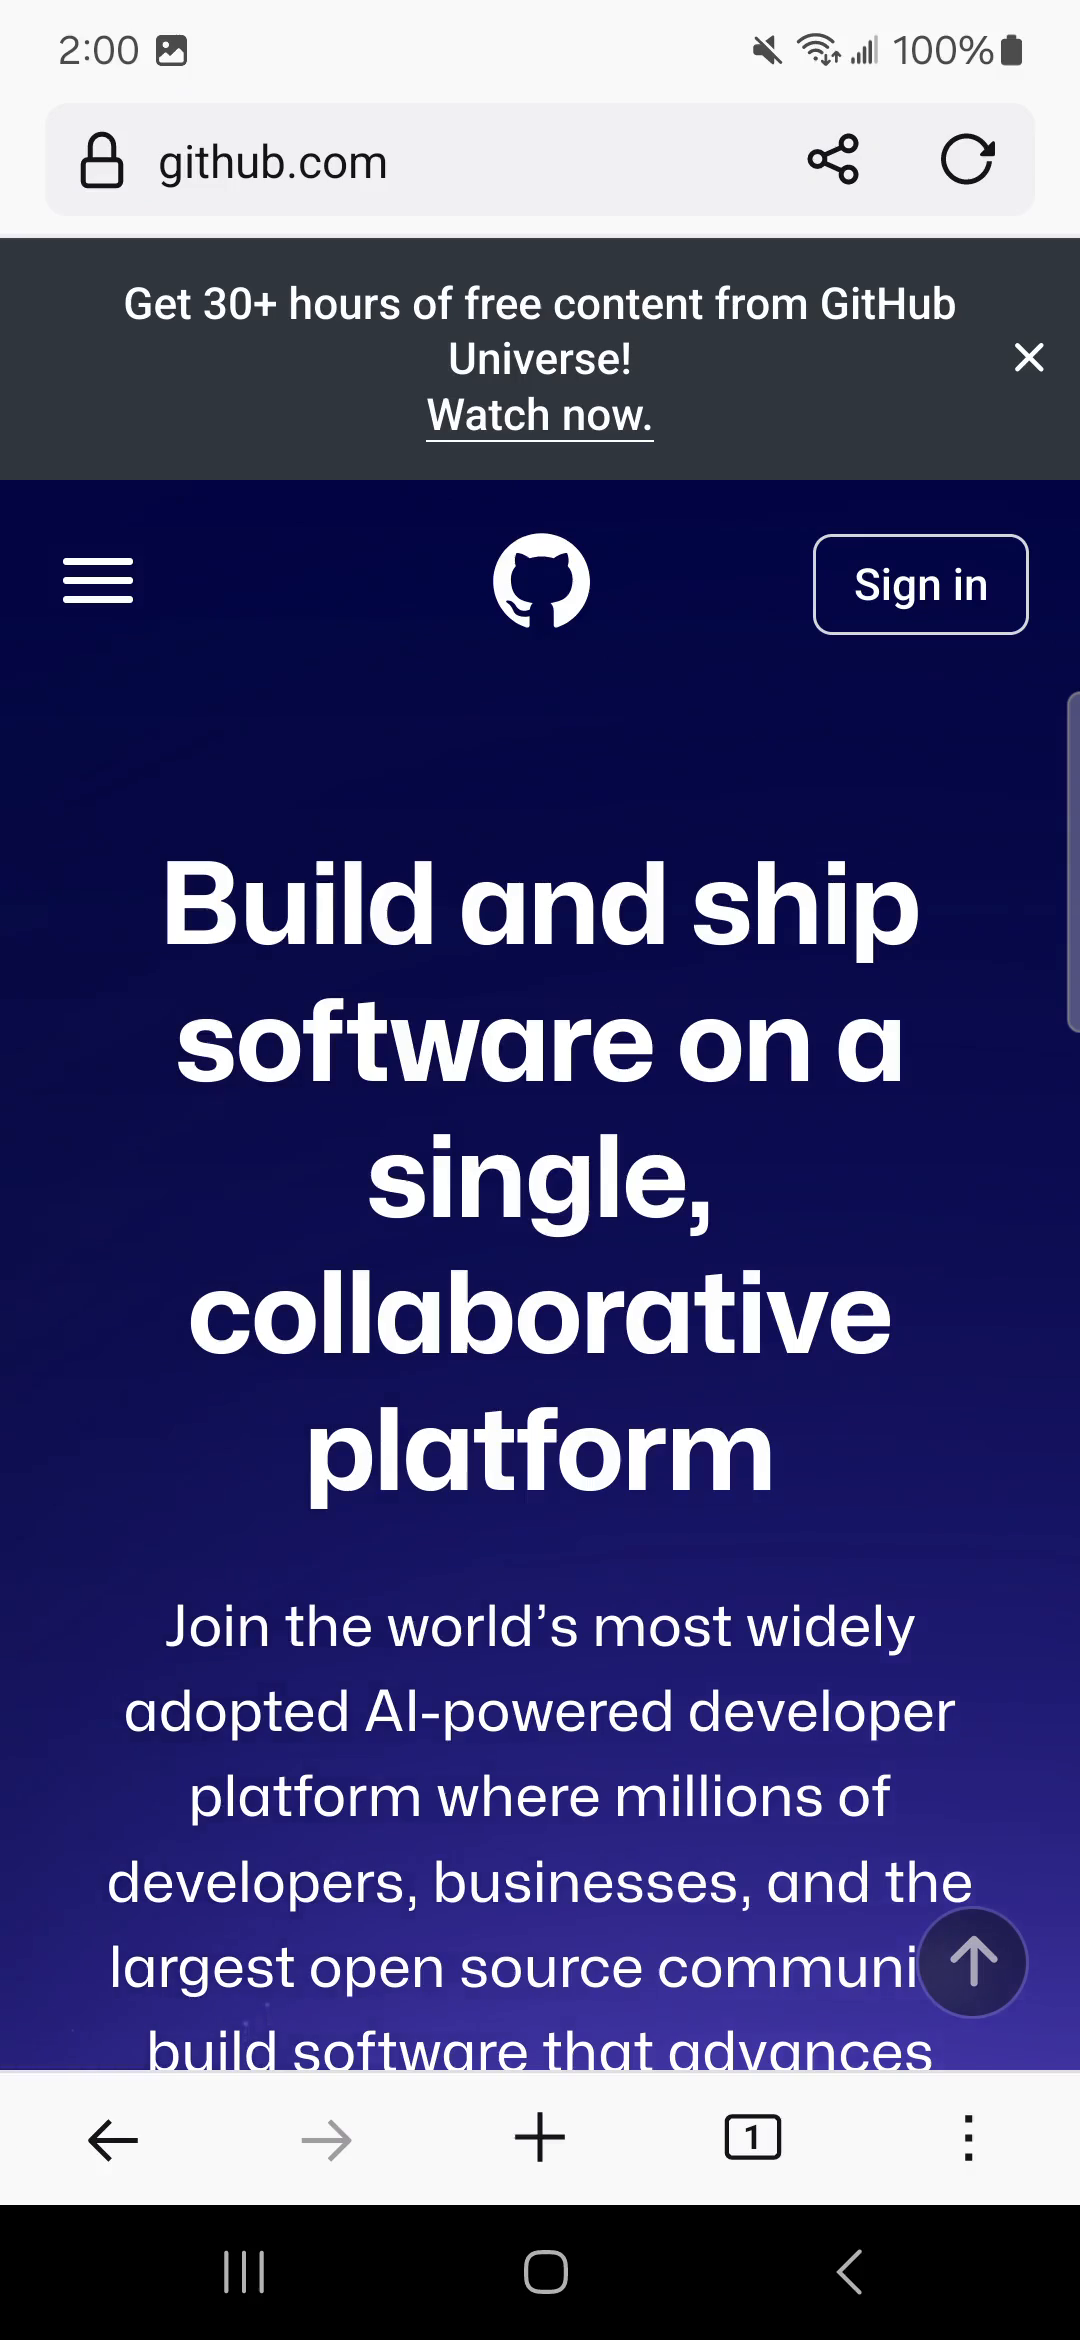 2:00
100%
github.com
Get 30+ hours of free content from GitHub
Universe!
Watch now.
Sign in
Build and ship
software on a
single,
collaborative
platform
Join the world’s most widely
adopted AI-powered developer
platform where millions of
developers, businesses, and the
largest open source communi
build software that advances
1